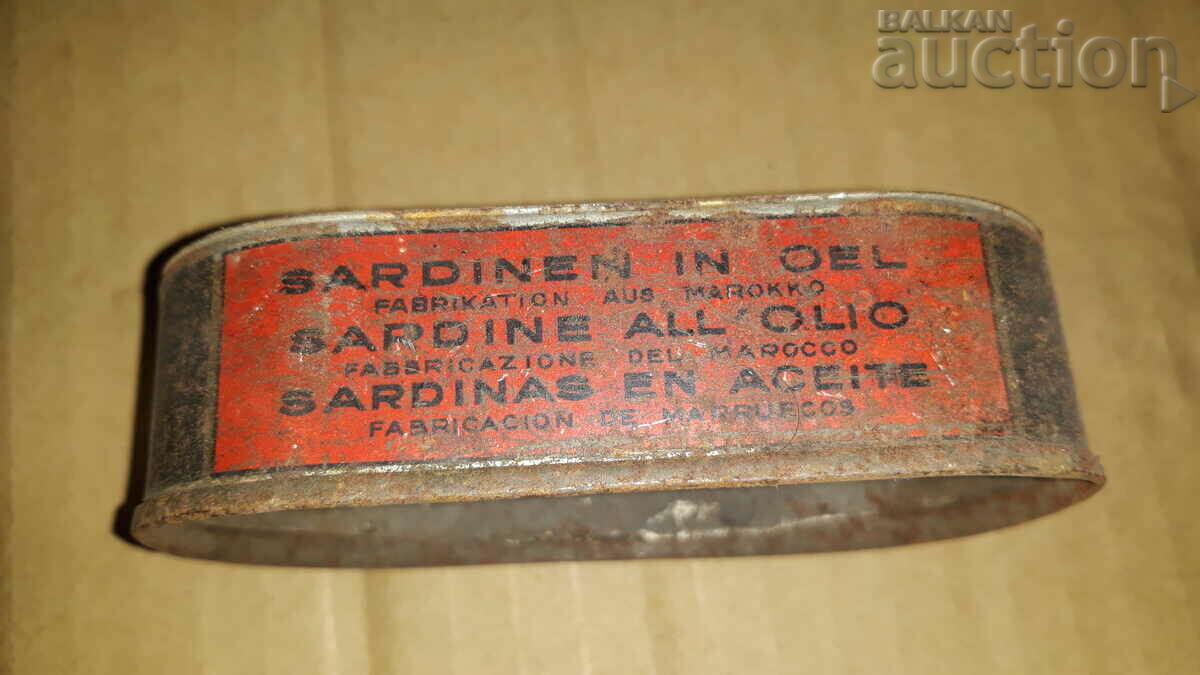 BALKAN
auction
SARDINEN IN OEL
FABRIKATION AUS MAROKKO
SARDINE ALL'OLIO
FABBRICAZIONE DEL MAROCCO
SARDINAS EN ACEITE
FABRICACION DE MARRUECOS